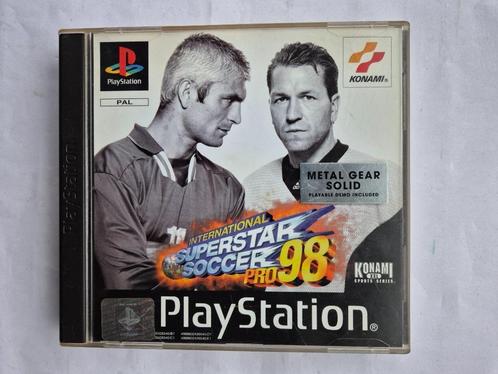 PlayStation
PlayStation
PAL
KONAMI®
METAL GEAR
SOLID
PLAYABLE DEMO INCLUDED
INTERNATIONAL
SUPERSTAR
SOCCER
PRO 98
KONAMI
XXL
SPORTS SERIES
PlayStation®